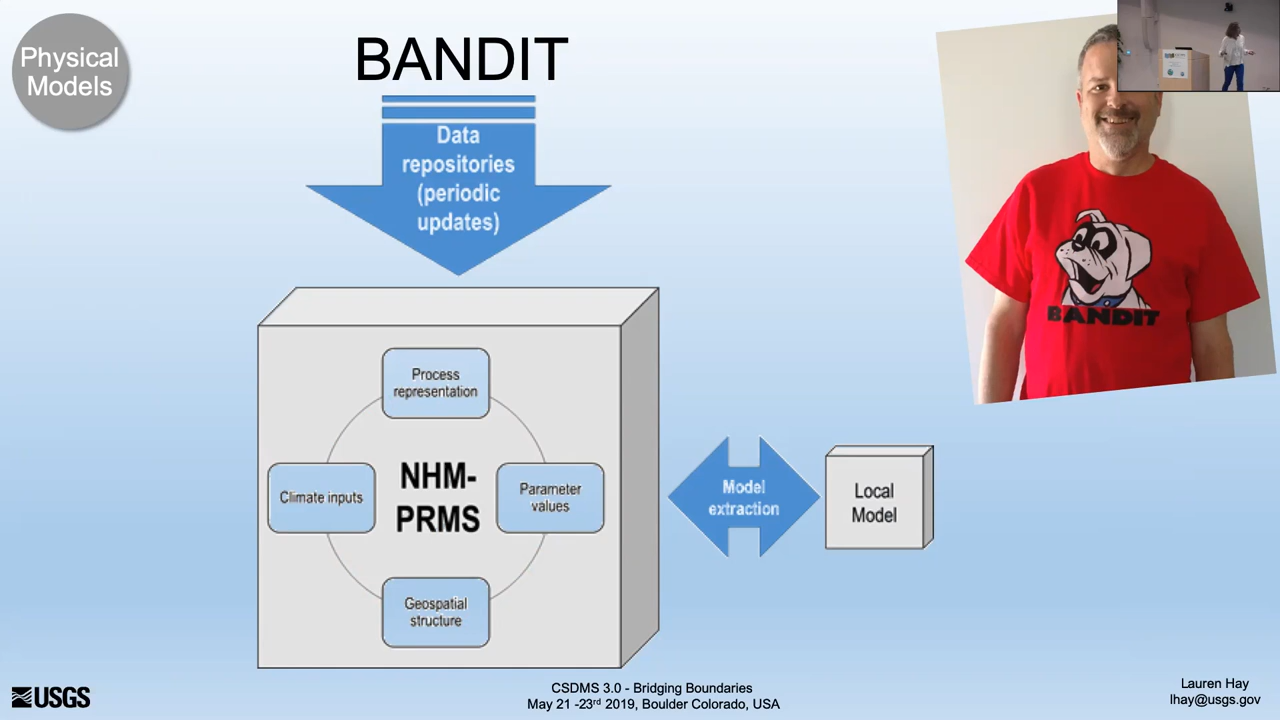 Physical
Models
BANDIT
Data
repositories
(periodic
updates)
Process
representation
Climate inputs
NHM-
PRMS
Parameter
values
Geospatial
structure
Model
extraction
Local
Model
BANDIT
USGS
CSDMS 3.0 - Bridging Boundaries
May 21 -23rd 2019, Boulder Colorado, USA
Lauren Hay
lhay@usgs.gov